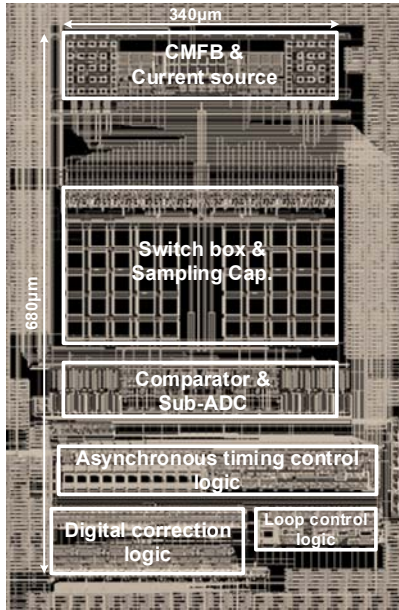 340µm
CMFB &
Current source
680µm
Switch box &
Sampling Cap.
Comparator &
Sub-ADC
Asynchronous timing control
logic
Digital correction
logic
Loop control
logic